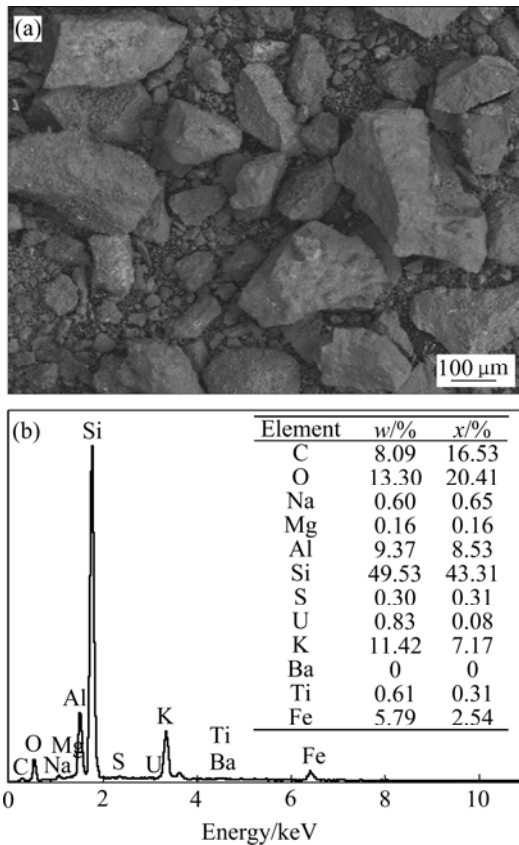 (a)
100 μm
(b)
Si
Element w/% x/%
C 8.09 16.53
O 13.30 20.41
Na 0.60 0.65
Mg 0.16 0.16
Al 9.37 8.53
Si 49.53 43.31
S 0.30 0.31
U 0.83 0.08
K 11.42 7.17
Ba 0 0
Ti 0.61 0.31
Fe 5.79 2.54
Al
K
O Mg Ti
C Na S U Ba Fe
0 2 4 6 8 10
Energy/keV